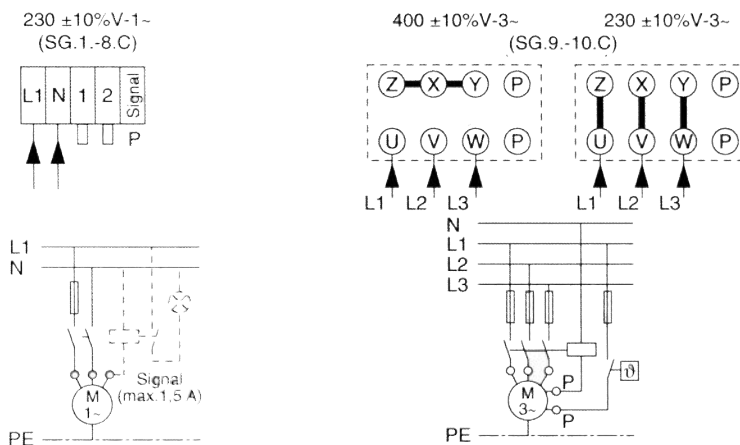 230 ±10%V-1~
(SG.1.-8.C)
L1 N 1 2 Signal
P
400 ±10%V-3~ 230 ±10%V-3~
(SG.9.-10.C)
Z X Y P Z X Y P
U V W P U V W P
L1 L2 L3 L1 L2 L3
L1
N
Signal
(max.1,5 A)
M
1~
PE
N
L1
L2
L3
ϑ
P
M
3~
P
PE